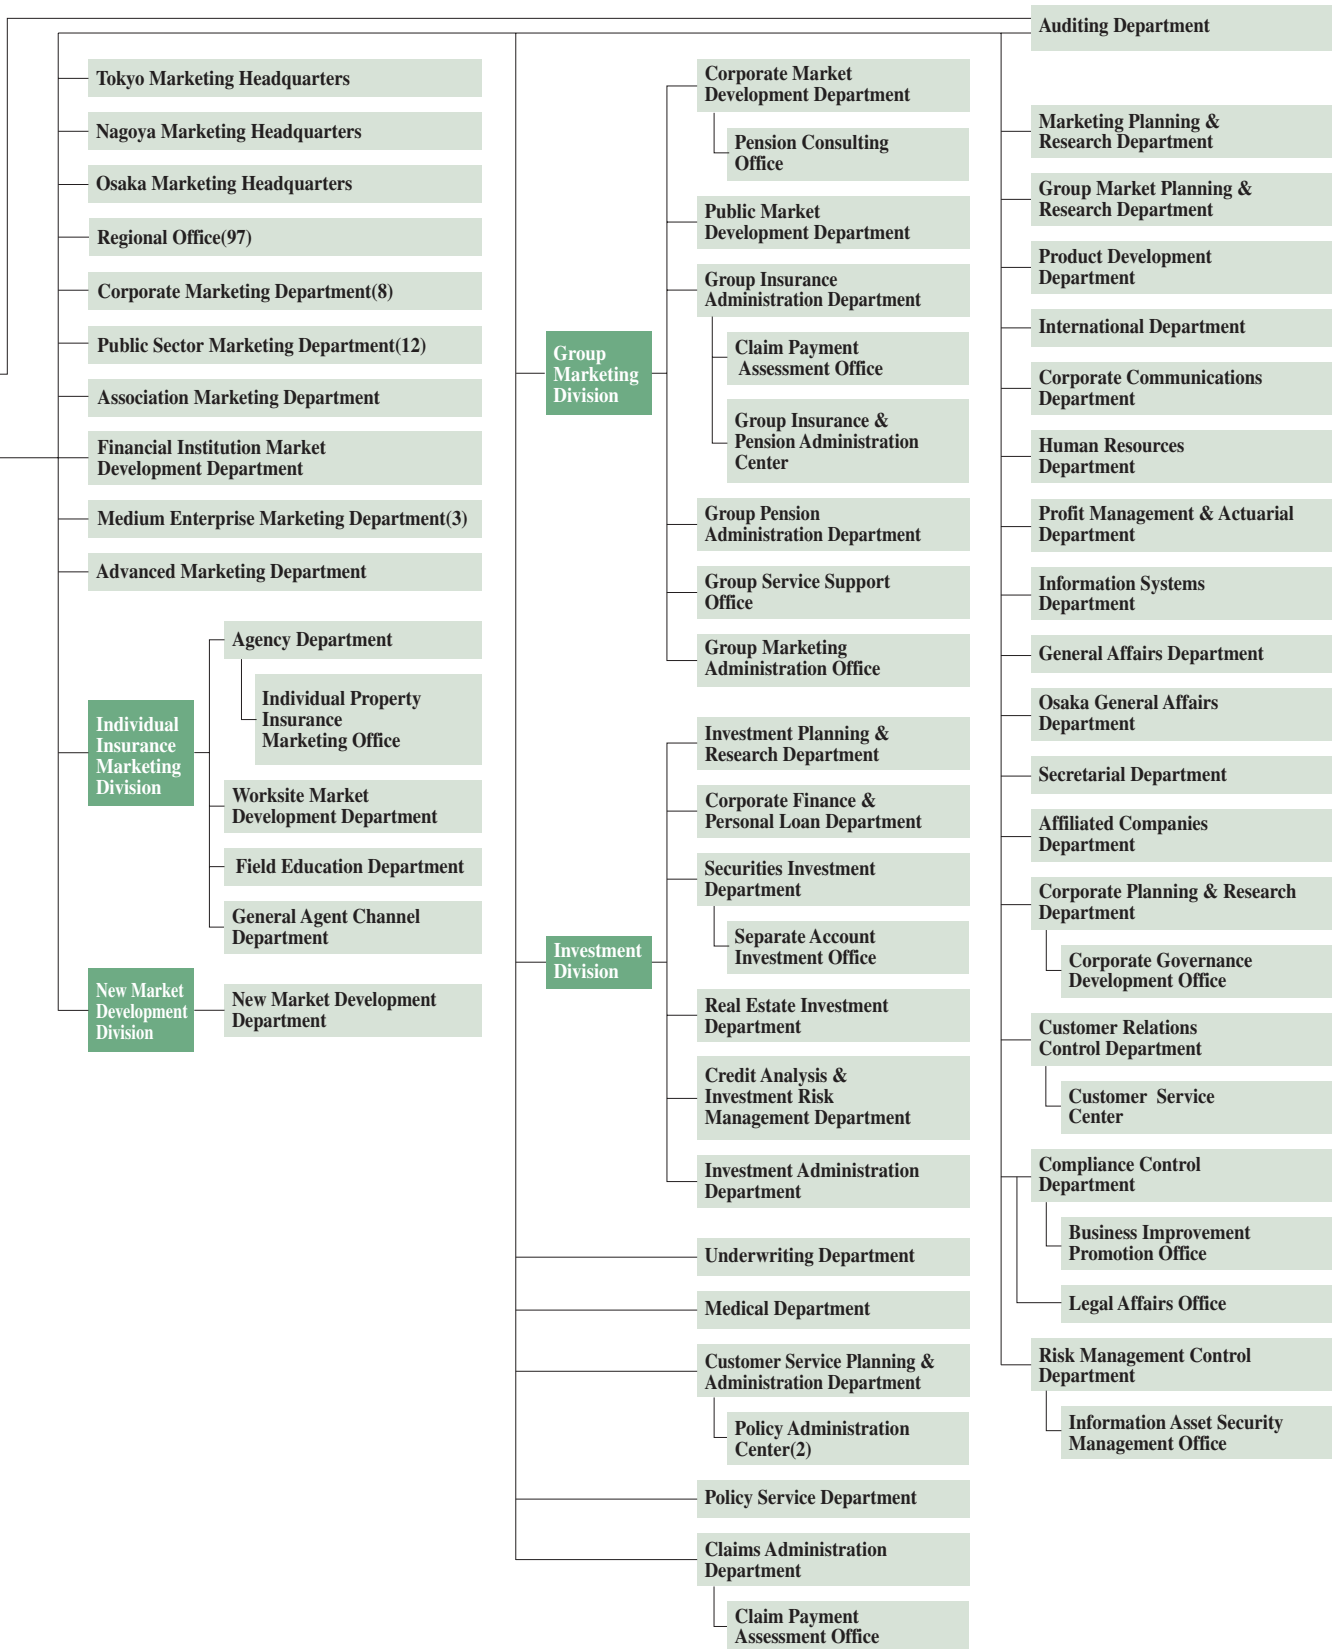 Tokyo Marketing Headquarters
Nagoya Marketing Headquarters
Osaka Marketing Headquarters
Regional Office(97)
Corporate Marketing Department(8)
Public Sector Marketing Department(12)
Association Marketing Department
Financial Institution Market
Development Department
Medium Enterprise Marketing Department(3)
Advanced Marketing Department
Individual
Insurance
Marketing
Division
Agency Department
Individual Property
Insurance
Marketing Office
Worksite Market
Development Department
Field Education Department
General Agent Channel
Department
New Market
Development
Division
New Market Development
Department
Group
Marketing
Division
Corporate Market
Development Department
Pension Consulting
Office
Public Market
Development Department
Group Insurance
Administration Department
Claim Payment
Assessment Office
Group Insurance &
Pension Administration
Center
Group Pension
Administration Department
Group Service Support
Office
Group Marketing
Administration Office
Investment
Division
Investment Planning &
Research Department
Corporate Finance &
Personal Loan Department
Securities Investment
Department
Separate Account
Investment Office
Real Estate Investment
Department
Credit Analysis &
Investment Risk
Management Department
Investment Administration
Department
Underwriting Department
Medical Department
Customer Service Planning &
Administration Department
Policy Administration
Center(2)
Policy Service Department
Claims Administration
Department
Claim Payment
Assessment Office
Auditing Department
Marketing Planning &
Research Department
Group Market Planning &
Research Department
Product Development
Department
International Department
Corporate Communications
Department
Human Resources
Department
Profit Management & Actuarial
Department
Information Systems
Department
General Affairs Department
Osaka General Affairs
Department
Secretarial Department
Affiliated Companies
Department
Corporate Planning & Research
Department
Corporate Governance
Development Office
Customer Relations
Control Department
Customer Service
Center
Compliance Control
Department
Business Improvement
Promotion Office
Legal Affairs Office
Risk Management Control
Department
Information Asset Security
Management Office